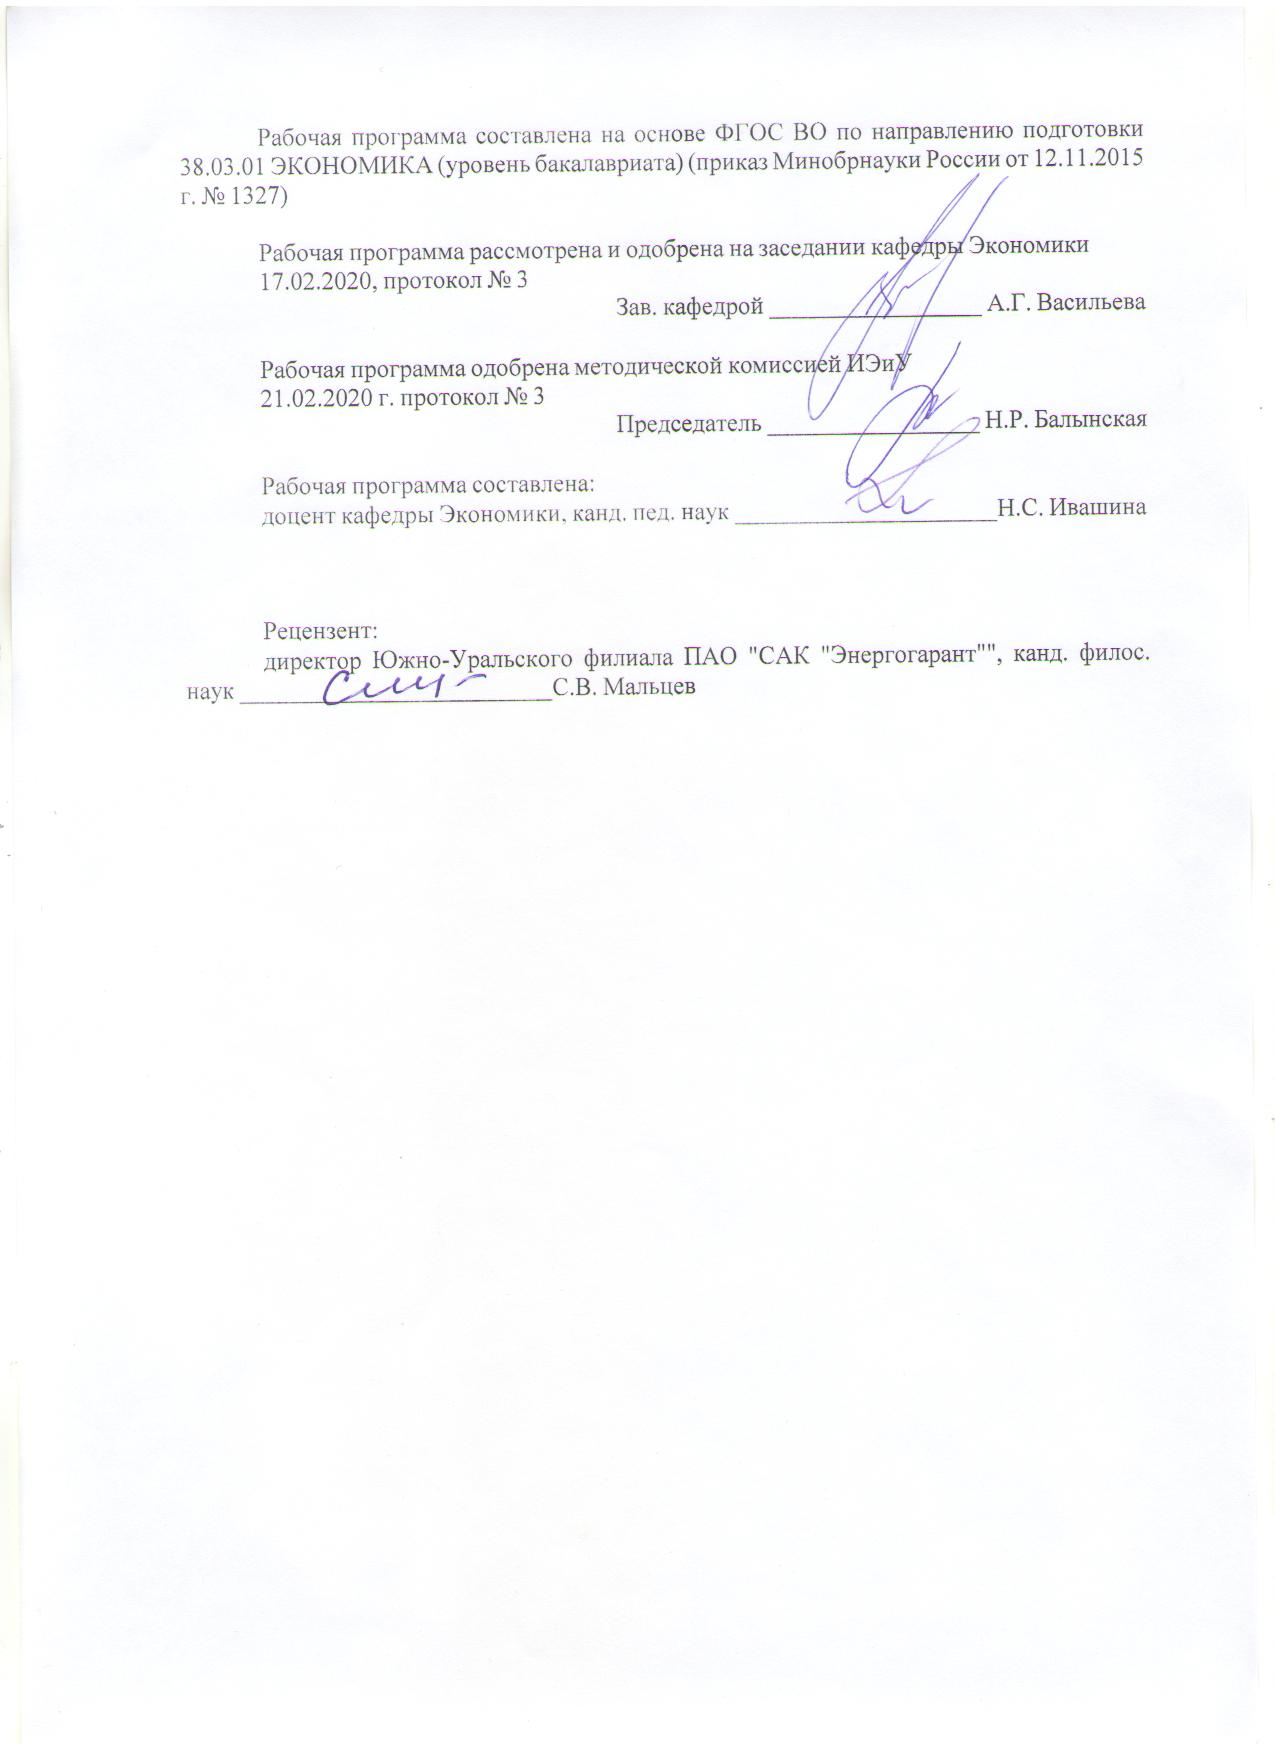 Рабочая программа составлена на основе ФГОС ВО по направлению подготовки
38.03.01 ЭКОНОМИКА (уровень бакалавриата) (приказ Минобрнауки России от 12.11.2015
г. № 1327)
Рабочая программа рассмотрена и одобрена на заседании кафедры Экономики
17.02.2020, протокол № 3
Зав. кафедрой _________________ А.Г. Васильева
Рабочая программа одобрена методической комиссией ИЭиУ
21.02.2020 г. протокол № 3
Председатель _________________ Н.Р. Балынская
Рабочая программа составлена:
доцент кафедры Экономики, канд. пед. наук _____________________Н.С. Ивашина
Рецензент:
директор Южно-Уральского филиала ПАО "САК "Энергогарант"", канд. филос.
наук _________________________С.В. Мальцев